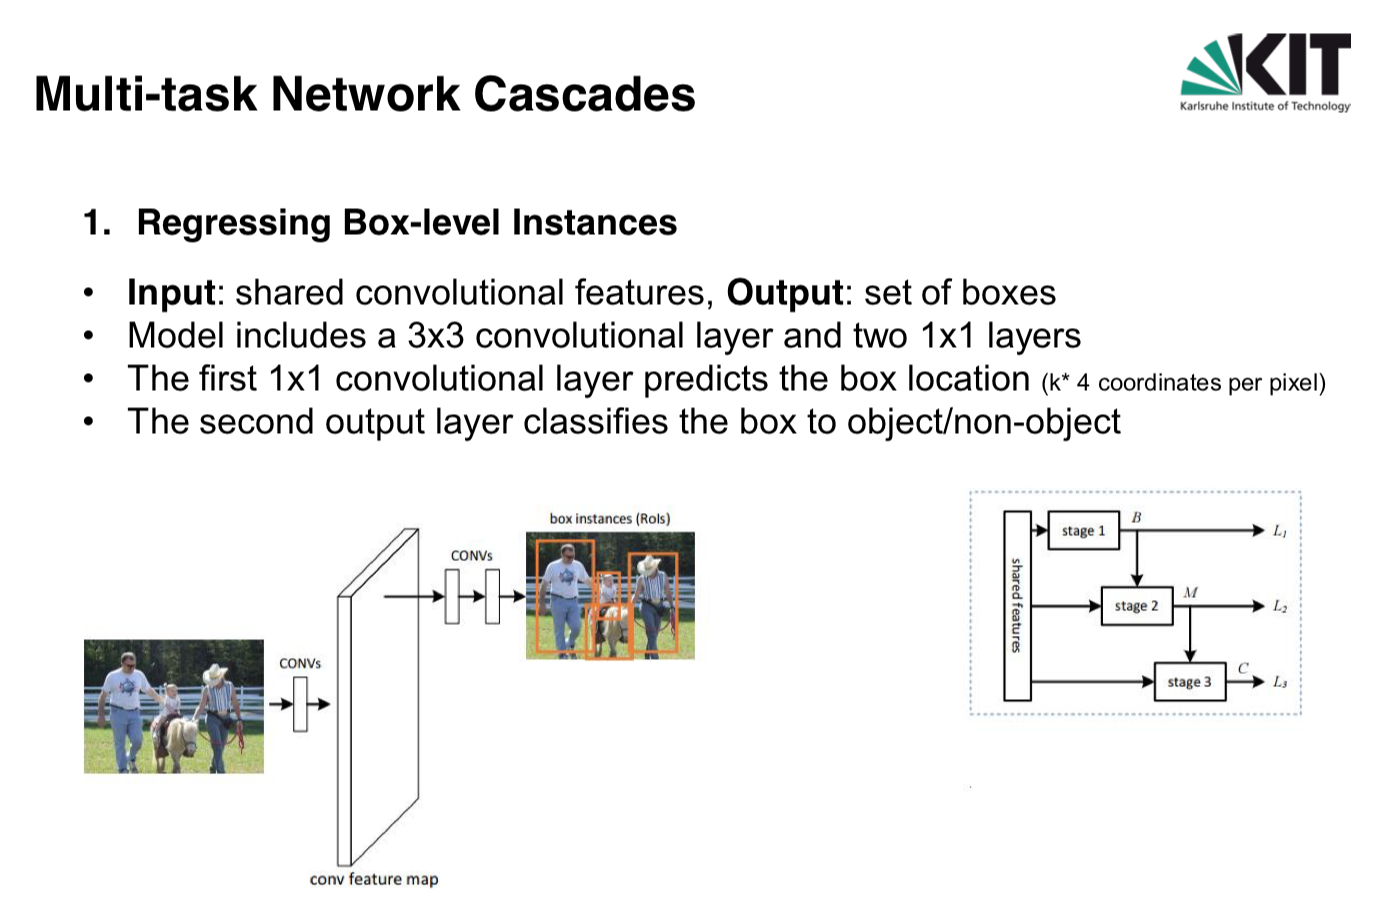 KIT
Karlsruhe Institute of Technology
Multi-task Network Cascades
1. Regressing Box-level Instances
• Input: shared convolutional features, Output: set of boxes
• Model includes a 3x3 convolutional layer and two 1x1 layers
• The first 1x1 convolutional layer predicts the box location (k* 4 coordinates per pixel)
• The second output layer classifies the box to object/non-object
CONVs
conv feature map
CONVs
box instances (RoIs)
shared features
stage 1
B
L1
stage 2
M
L2
stage 3
C
L3